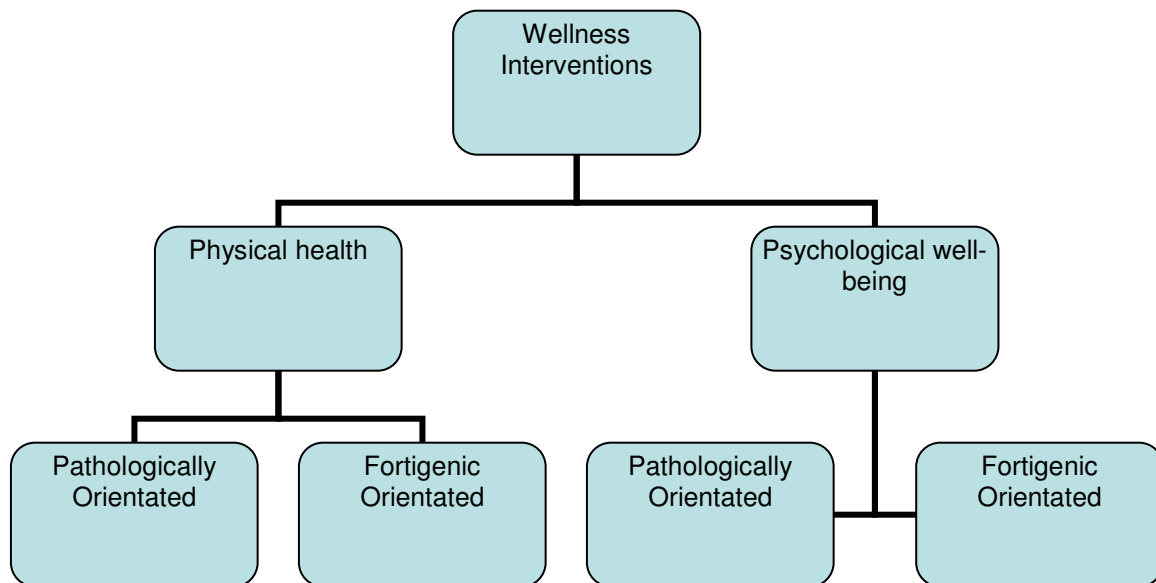 Wellness
Interventions
Physical health
Psychological well-
being
Pathologically
Orientated
Fortigenic
Orientated
Pathologically
Orientated
Fortigenic
Orientated